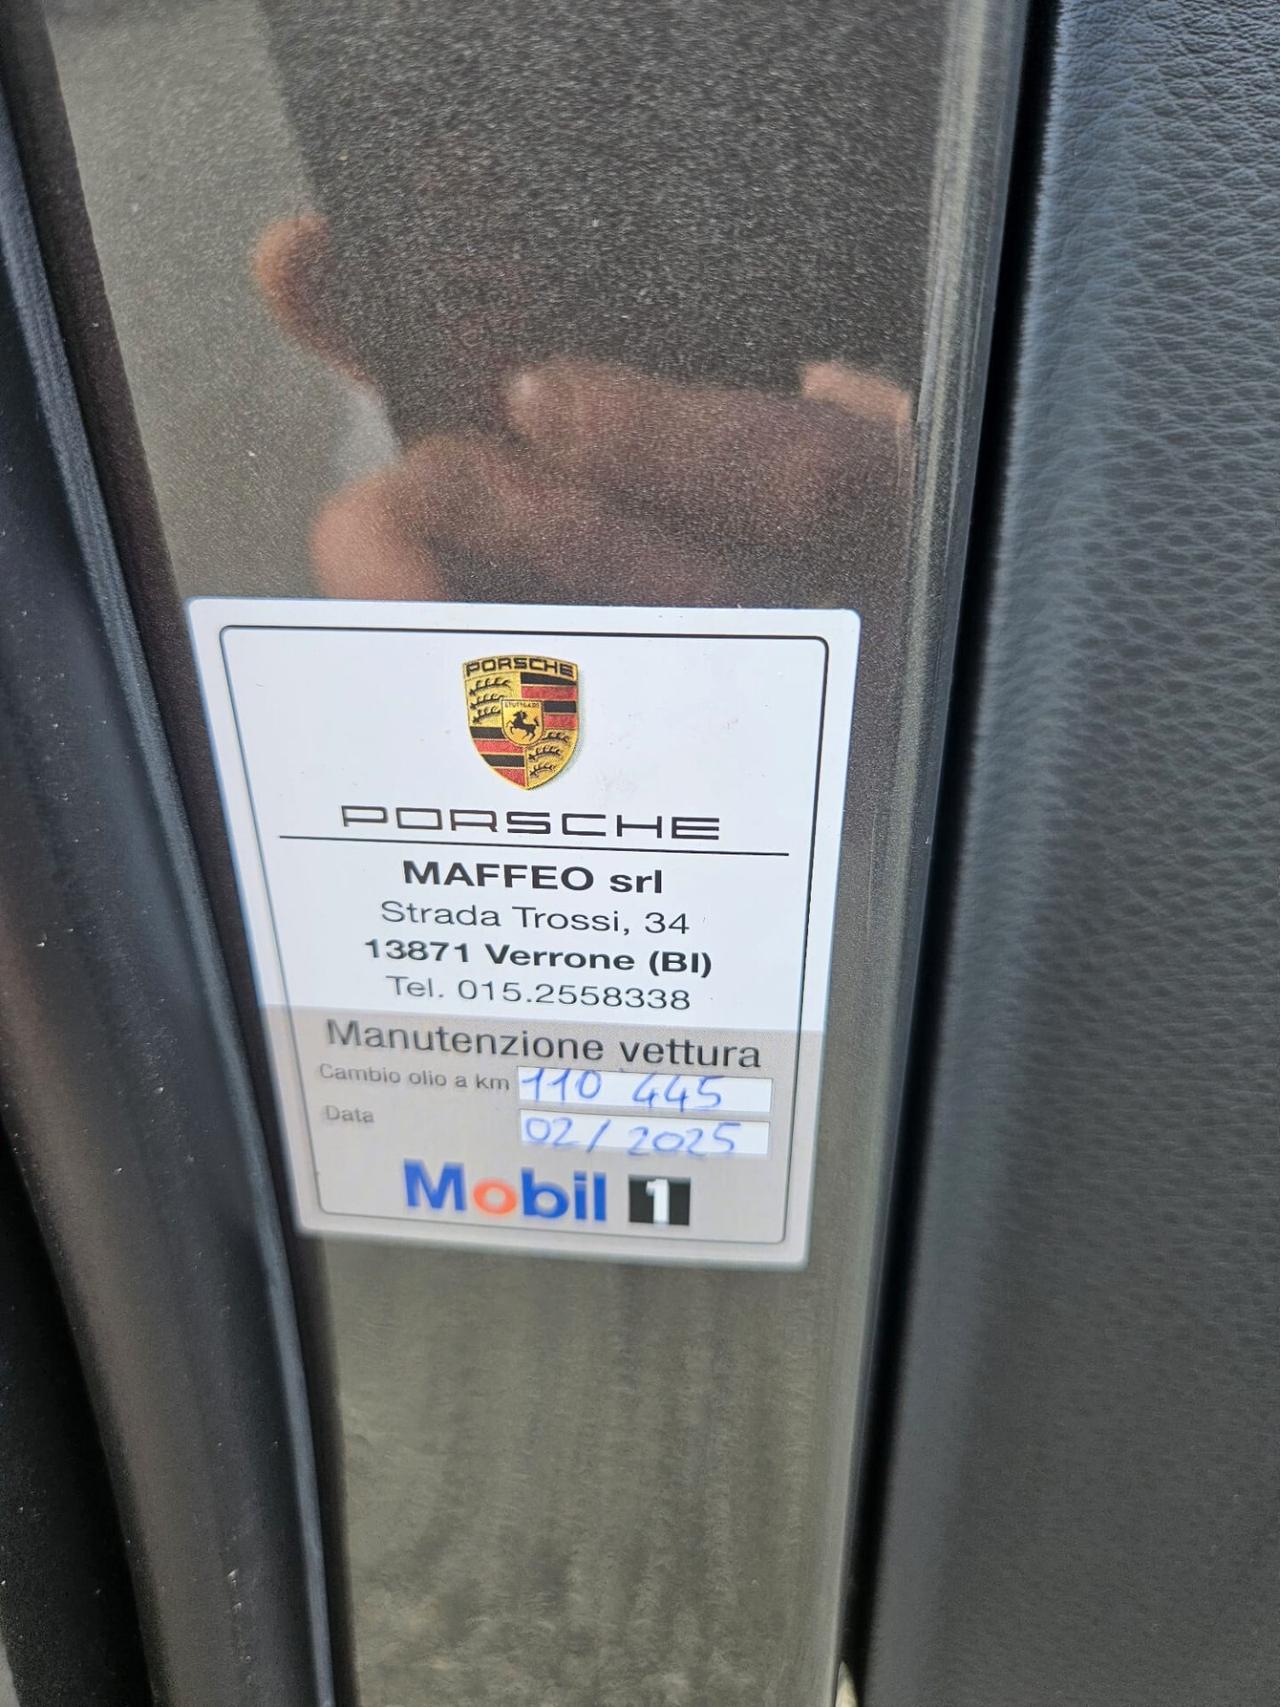 PORSCHE
STUTTGART
PORSCHE
MAFFEO srl
Strada Trossi, 34
13871 Verrone (BI)
Tel. 015.2558338
Manutenzione vettura
Cambio olio a km 110 445
Data 02/2025
Mobil 1